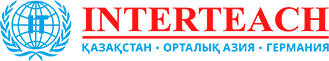 INTERTEACH
ҚАЗАҚСТАН • ОРТАЛЫҚ АЗИЯ • ГЕРМАНИЯ